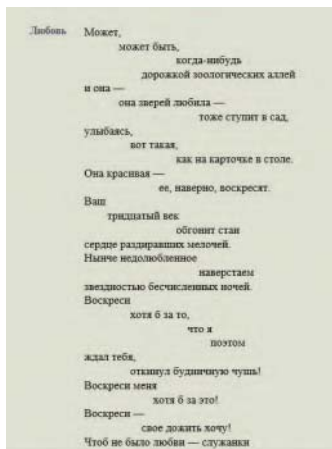 Любовь Может,
может быть,
когда-нибудь
дорожкой зоологических аллей
и она —
она зверей любила —
тоже ступит в сад,
улыбаясь,
вот такая,
как на карточке в столе.
Она красивая —
ее, наверно, воскресят.
Ваш
тридцатый век
обгонит стаи
сердце раздиравших мелочей.
Нынче недолюбленное
наверстаем
звездностью бесчисленных ночей.
Воскреси
хотя б за то,
что я
поэтом
ждал тебя,
откинул будничную чушь!
Воскреси меня
хотя б за это!
Воскреси —
свое дожить хочу!
Чтоб не было любви — служанки